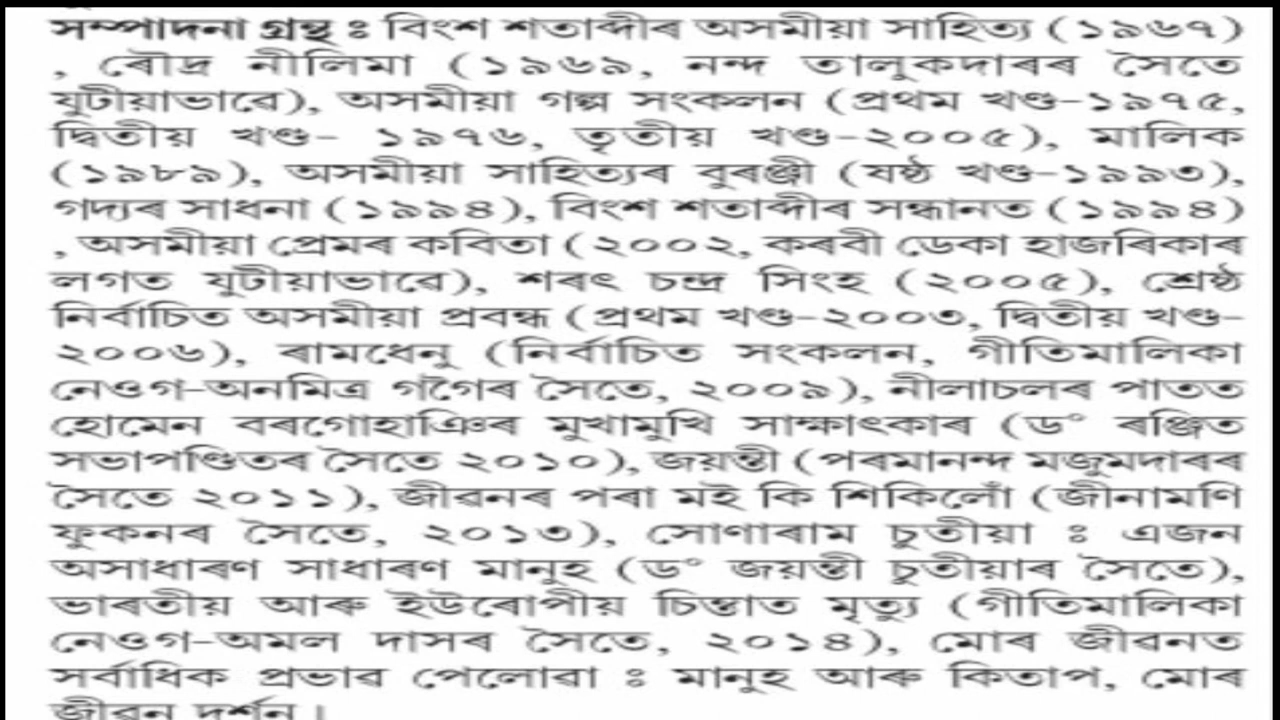 সম্পাদনা গ্ৰন্থ ঃ বিংশ শতাব্দীৰ অসমীয়া সাহিত্য (১৯৬৭)
, ৰৌদ্ৰ নীলিমা (১৯৬৯, নন্দ তালুকদাৰৰ সৈতে
যুটীয়াভাৱে), অসমীয়া গল্প সংকলন (প্ৰথম খণ্ড-১৯৭৫,
দ্বিতীয় খণ্ড- ১৯৭৬, তৃতীয় খণ্ড-২০০৫), মালিক
(১৯৮৯), অসমীয়া সাহিত্যৰ বুৰঞ্জী (ষষ্ঠ খণ্ড-১৯৯৩),
গদ্যৰ সাধনা (১৯৯৪), বিংশ শতাব্দীৰ সন্ধানত (১৯৯৪)
, অসমীয়া প্ৰেমৰ কবিতা (২০০২, কৰবী ডেকা হাজৰিকাৰ
লগত যুটীয়াভাৱে), শৰৎ চন্দ্ৰ সিংহ (২০০৫), শ্ৰেষ্ঠ
নিৰ্বাচিত অসমীয়া প্ৰবন্ধ (প্ৰথম খণ্ড-২০০৩, দ্বিতীয় খণ্ড-
২০০৬), ৰামধেনু (নিৰ্বাচিত সংকলন, গীতিমালিকা
নেওগ-অনমিত্ৰ গগৈৰ সৈতে, ২০০৯), নীলাচলৰ পাতত
হোমেন বৰগোহাঞিৰ মুখামুখি সাক্ষাৎকাৰ (ড° ৰঞ্জিত
সভাপণ্ডিতৰ সৈতে ২০১০), জয়ন্তী (পৰমানন্দ মজুমদাৰৰ
সৈতে ২০১১), জীৱনৰ পৰা মই কি শিকিলোঁ (জীনামণি
ফুকনৰ সৈতে, ২০১৩), সোণাৰাম চুতীয়া ঃ এজন
অসাধাৰণ সাধাৰণ মানুহ (ড° জয়ন্তী চুতীয়াৰ সৈতে),
ভাৰতীয় আৰু ইউৰোপীয় চিন্তাত মৃত্যু (গীতিমালিকা
নেওগ-অমল দাসৰ সৈতে, ২০১৪), মোৰ জীৱনত
সৰ্বাধিক প্ৰভাৱ পেলোৱা ঃ মানুহ আৰু কিতাপ, মোৰ
জীৱন দৰ্শন ।